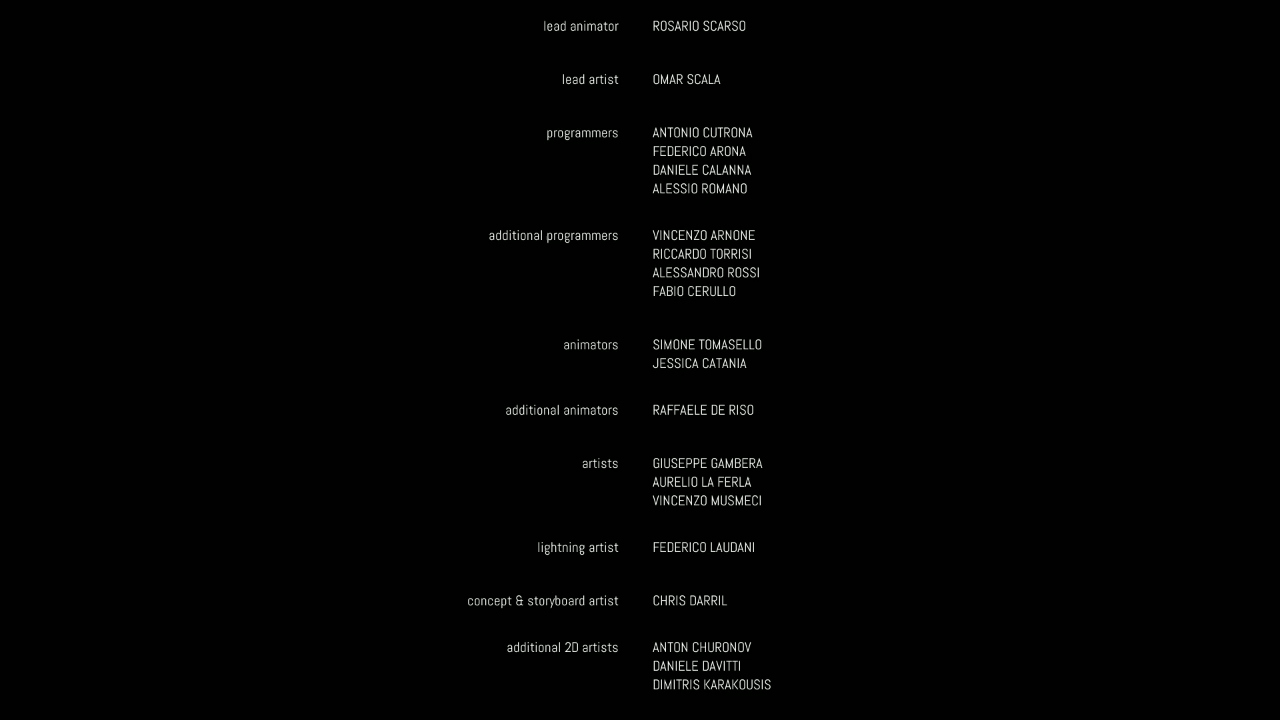 lead animator ROSARIO SCARSO
lead artist OMAR SCALA
programmers ANTONIO CUTRONA
FEDERICO ARONA
DANIELE CALANNA
ALESSIO ROMANO
additional programmers VINCENZO ARNONE
RICCARDO TORRISI
ALESSANDRO ROSSI
FABIO CERULLO
animators SIMONE TOMASELLO
JESSICA CATANIA
additional animators RAFFAELE DE RISO
artists GIUSEPPE GAMBERA
AURELIO LA FERLA
VINCENZO MUSMECI
lightning artist FEDERICO LAUDANI
concept & storyboard artist CHRIS DARRIL
additional 2D artists ANTON CHURONOV
DANIELE DAVITTI
DIMITRIS KARAKOUSIS